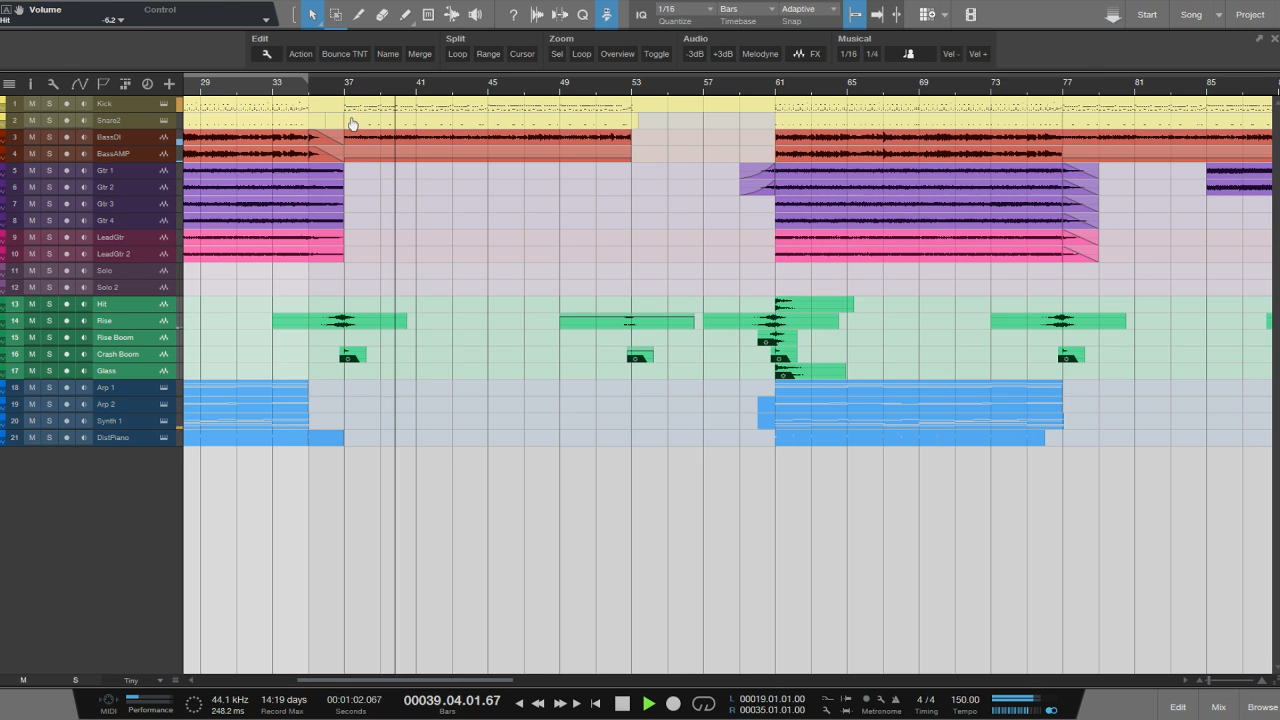 Volume Control
Hit -6.2
IQ 1/16 Bars Adaptive Start Song Project
Quantize Timebase Snap
Edit Split Zoom Audio Musical
Action Bounce TNT Name Merge Loop Range Cursor Sel Loop Overview Toggle -3dB +3dB Melodyne FX 1/16 1/4 Vel - Vel +
29 33 37 41 45 49 53 57 61 65 69 73 77 81 85
1 M S Kick
2 M S Snare2
3 M S BassDI
4 M S BassAMP
5 M S Gtr 1
6 M S Gtr 2
7 M S Gtr 3
8 M S Gtr 4
9 M S LeadGtr
10 M S LeadGtr 2
11 M S Solo
12 M S Solo 2
13 M S Hit
14 M S Rise
15 M S Rise Boom
16 M S Crash Boom
17 M S Glass
18 M S Arp 1
19 M S Arp 2
20 M S Synth 1
21 M S DistPiano
M S Tiny
MIDI Performance 44.1 kHz 14:19 days 00:01:02.067 00039.04.01.67 L 00019.01.01.00 4 / 4 150.00
248.2 ms Record Max Seconds Bars R 00035.01.01.00 Metronome Timing Tempo Edit Mix Browse